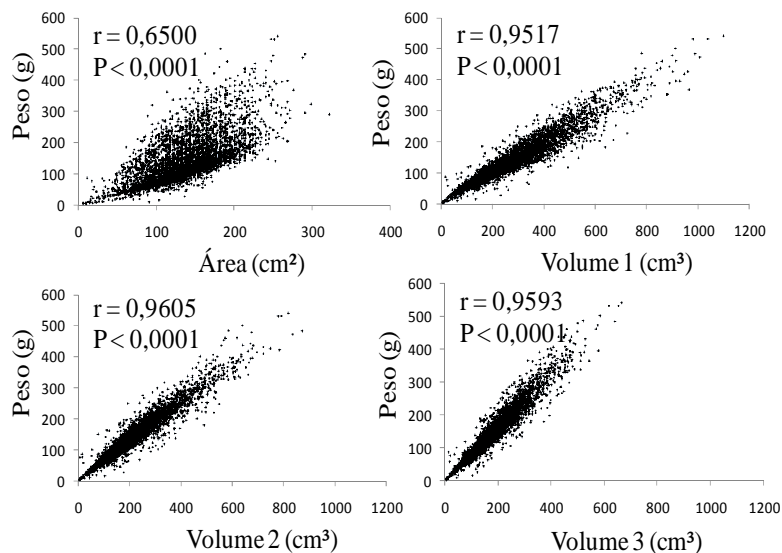 r = 0,6500
P < 0,0001
Peso (g)
600
500
400
300
200
100
0
0 100 200 300 400
Área (cm²)
r = 0,9517
P < 0,0001
Peso (g)
600
500
400
300
200
100
0
0 200 400 600 800 1000 1200
Volume 1 (cm³)
r = 0,9605
P < 0,0001
Peso (g)
600
500
400
300
200
100
0
0 200 400 600 800 1000 1200
Volume 2 (cm³)
r = 0,9593
P < 0,0001
Peso (g)
600
500
400
300
200
100
0
0 200 400 600 800 1000 1200
Volume 3 (cm³)